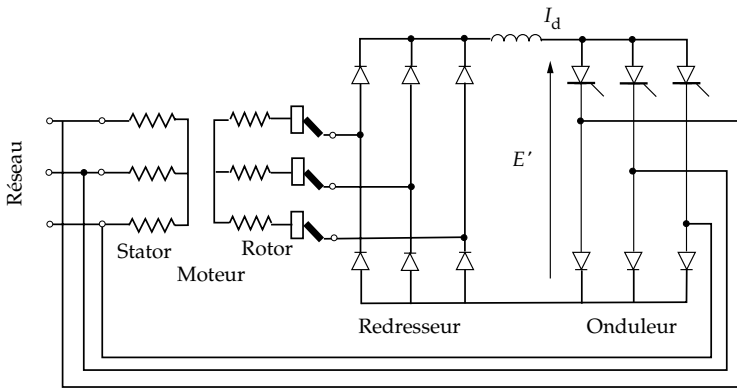 I_d
E'
Réseau
Stator
Rotor
Moteur
Redresseur
Onduleur